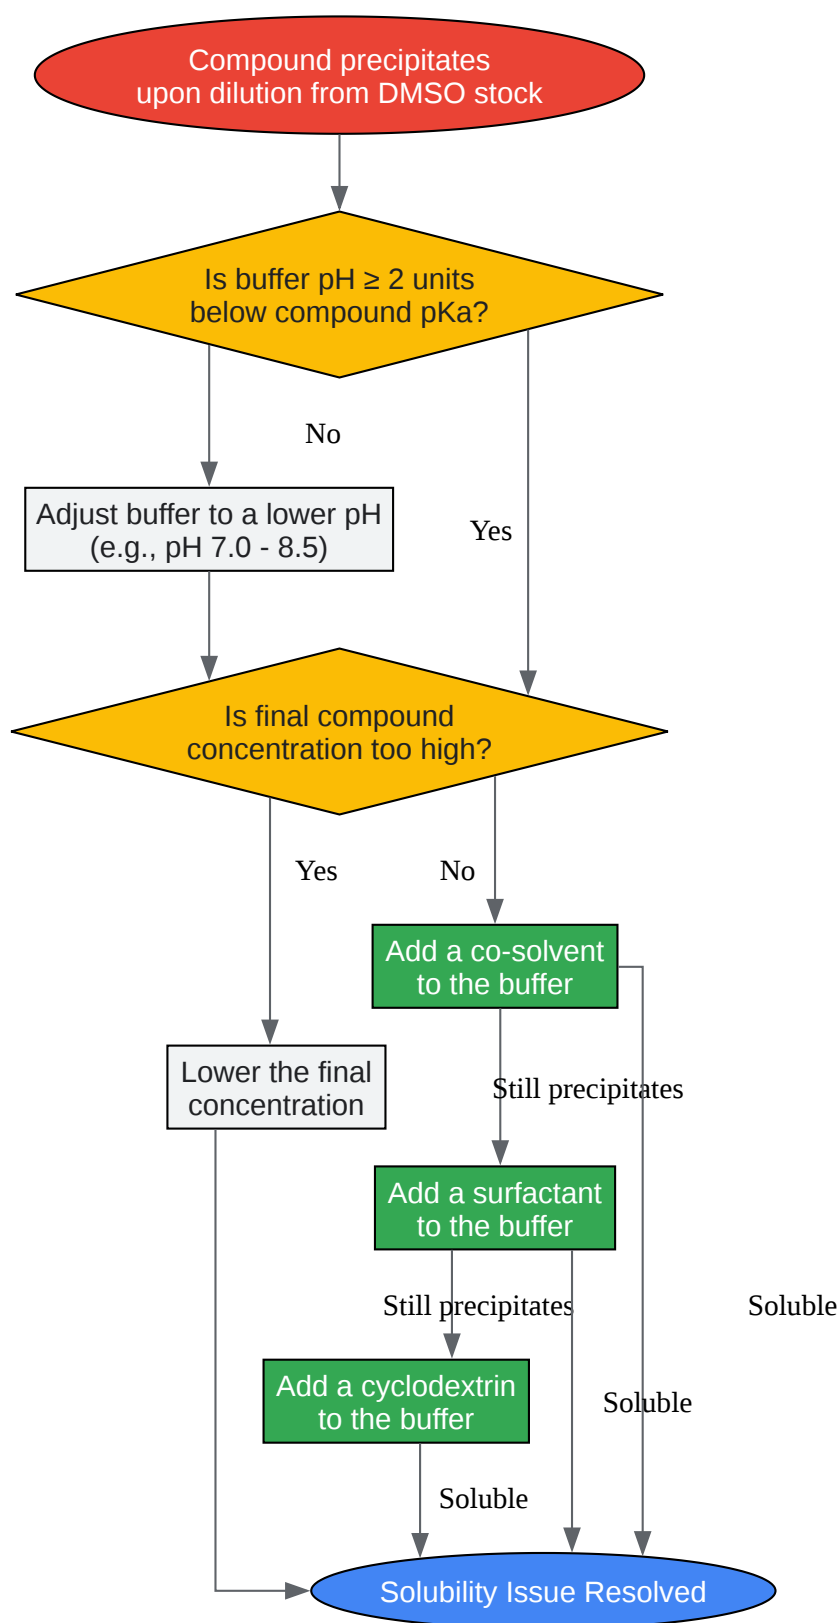 Compound precipitates
upon dilution from DMSO stock
Is buffer pH ≥ 2 units
below compound pKa?
No
Adjust buffer to a lower pH
(e.g., pH 7.0 - 8.5)
Yes
Is final compound
concentration too high?
Yes
No
Add a co-solvent
to the buffer
Lower the final
concentration
Still precipitates
Add a surfactant
to the buffer
Still precipitates
Soluble
Add a cyclodextrin
to the buffer
Soluble
Soluble
Solubility Issue Resolved